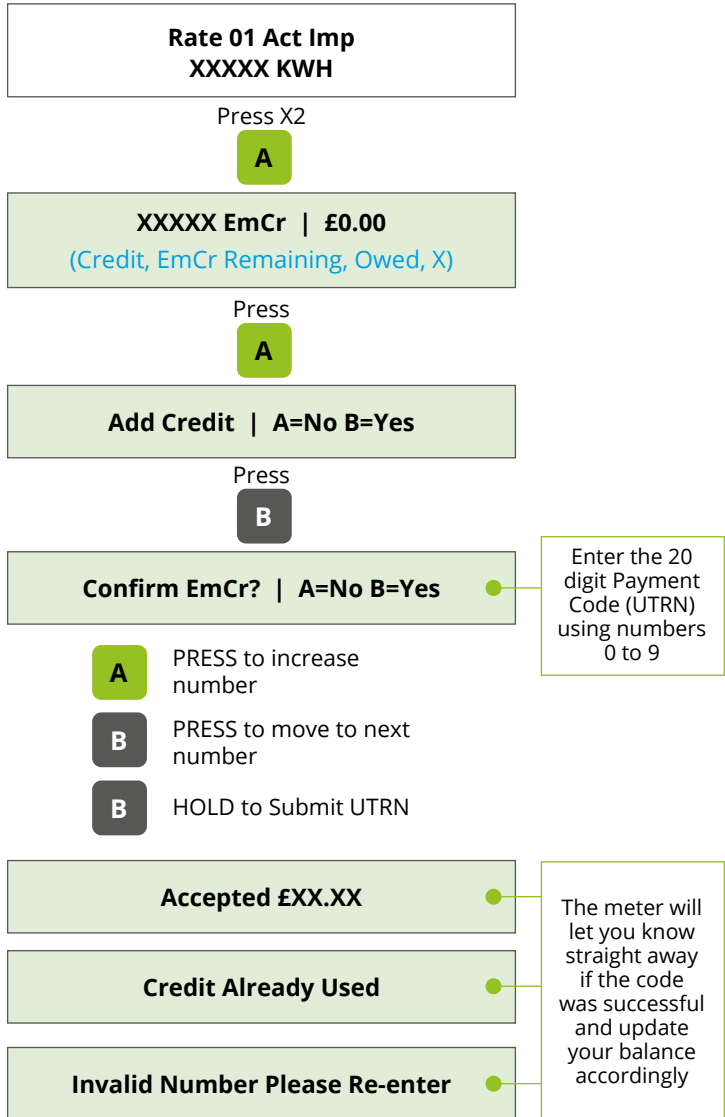 Rate 01 Act Imp
XXXXX KWH
Press X2
A
XXXXX EmCr | £0.00
(Credit, EmCr Remaining, Owed, X)
Press
A
Add Credit | A=No B=Yes
Press
B
Confirm EmCr? | A=No B=Yes
Enter the 20
digit Payment
Code (UTRN)
using numbers
0 to 9
A
PRESS to increase
number
B
PRESS to move to next
number
B
HOLD to Submit UTRN
Accepted £XX.XX
Credit Already Used
Invalid Number Please Re-enter
The meter will
let you know
straight away
if the code
was successful
and update
your balance
accordingly